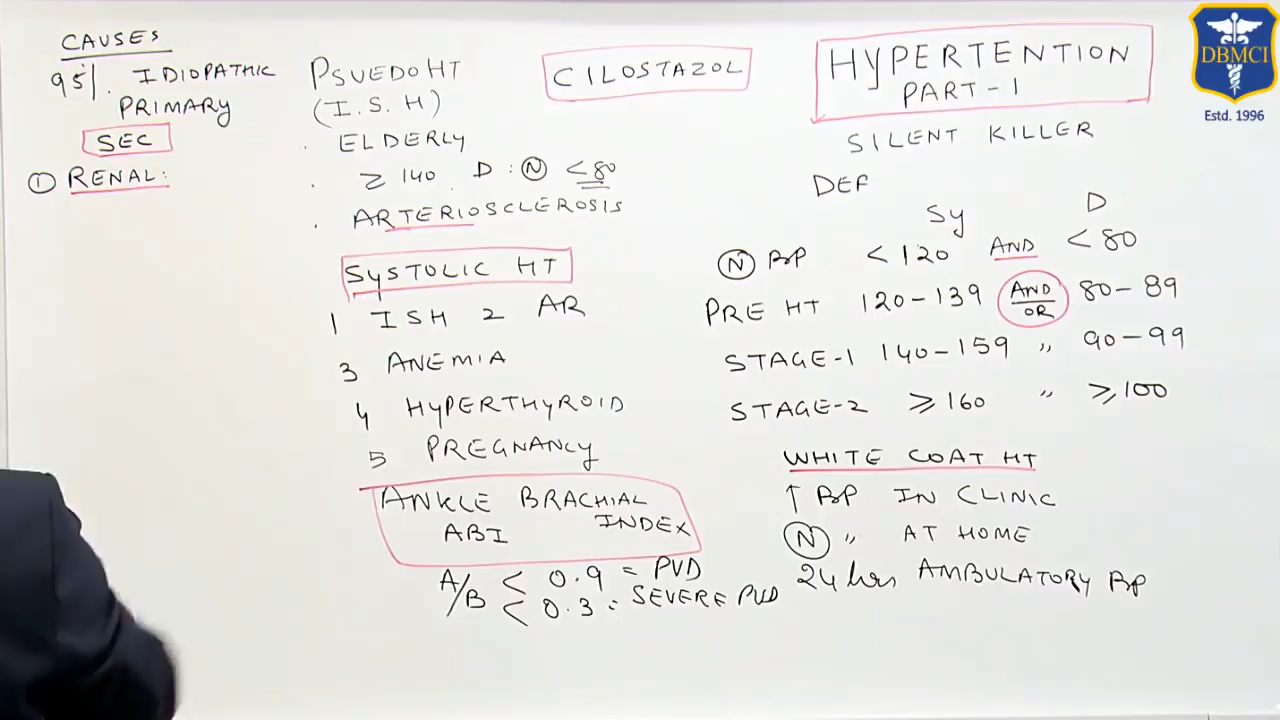 CAUSES
95%. IDIOPATHIC
PRIMARY
SEC
① RENAL:
PSUEDOHT
(I.S.H)
. ELDERLY
. ≥ 140 D : Ⓝ <80
. ARTERIOSCLEROSIS
SYSTOLIC HT
1 ISH 2 AR
3 ANEMIA
4 HYPERTHYROID
5 PREGNANCY
ANKLE BRACHIAL
ABI INDEX
A/B < 0.9 = PVD
< 0.3 = SEVERE PVD
CILOSTAZOL
HYPERTENTION
PART-1
SILENT KILLER
DEF
Sy D
Ⓝ BP < 120 AND < 80
PRE HT 120-139 AND/OR 80-89
STAGE-1 140-159 〃 90-99
STAGE-2 ≥ 160 〃 ≥ 100
WHITE COAT HT
↑ BP IN CLINIC
Ⓝ 〃 AT HOME
24 hrs AMBULATORY BP
DBMCI
Estd. 1996